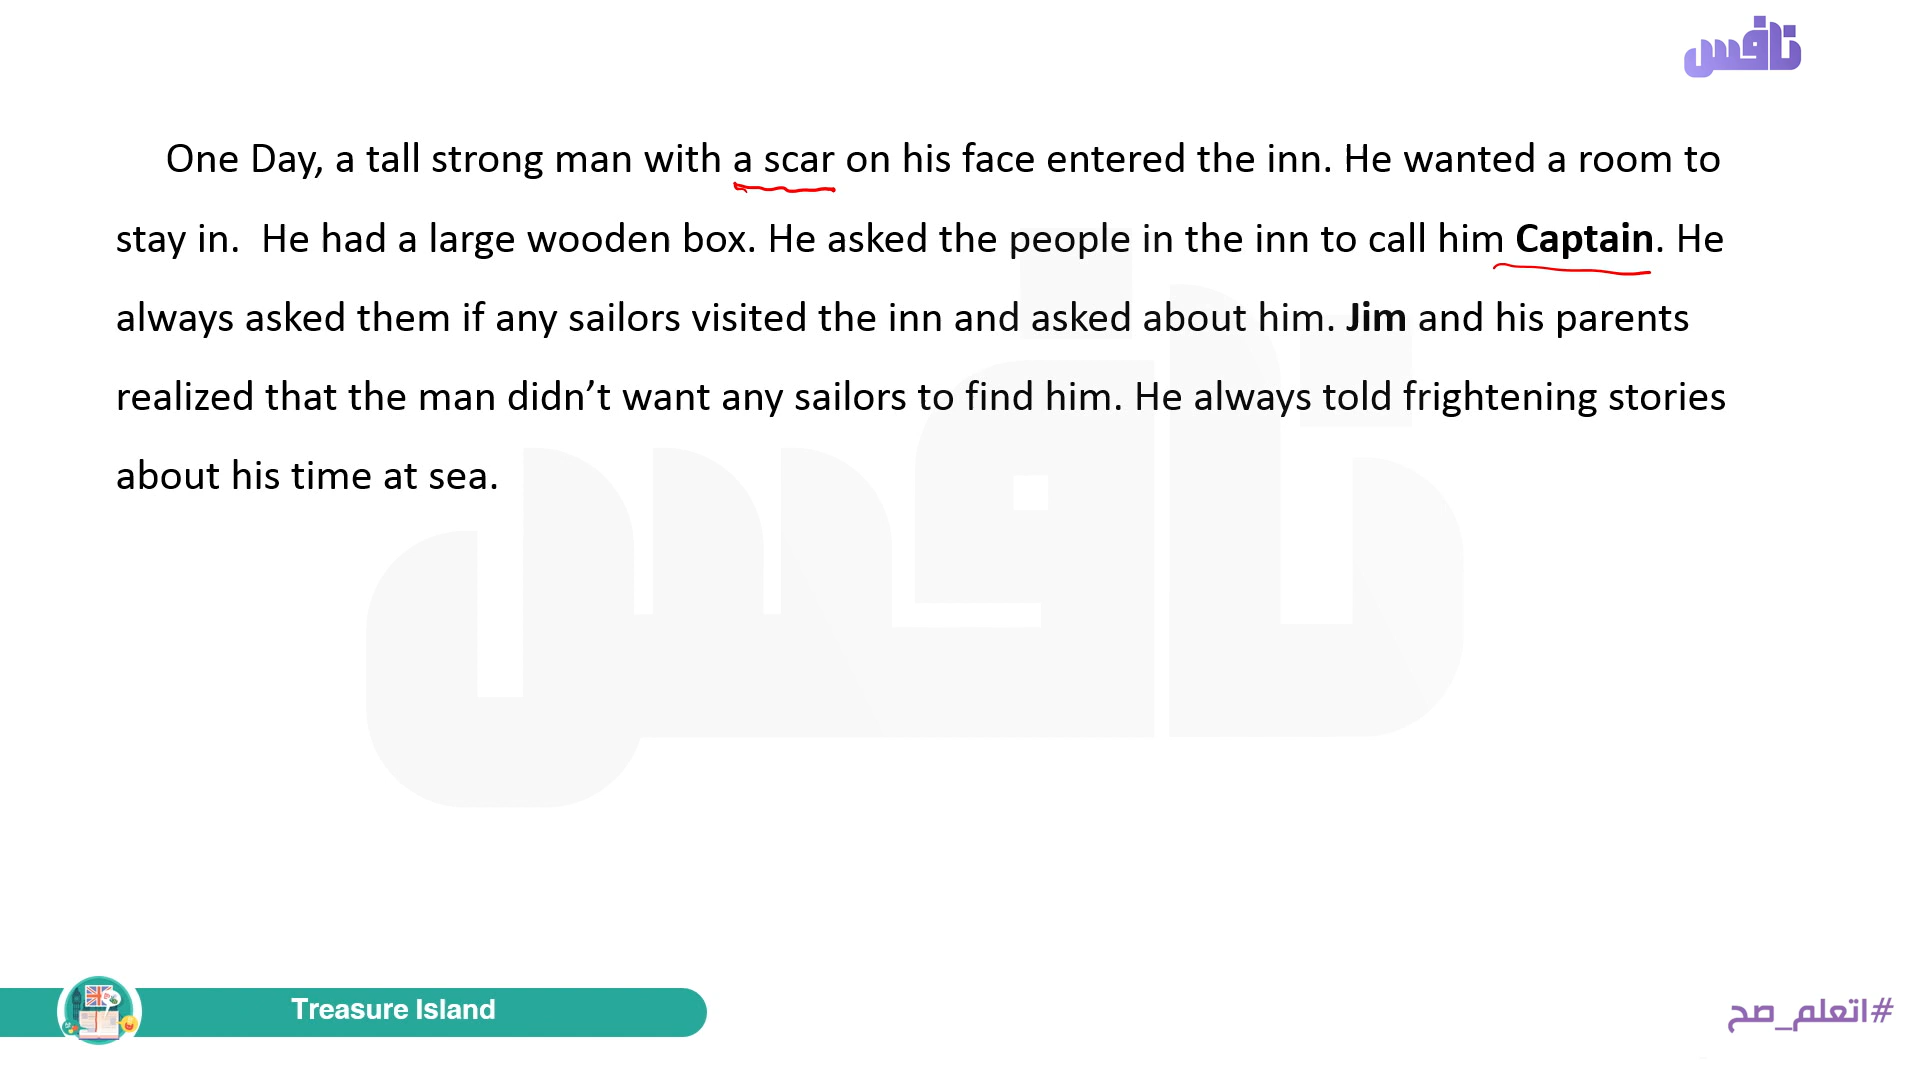 نافس
One Day, a tall strong man with a scar on his face entered the inn. He wanted a room to
stay in.  He had a large wooden box. He asked the people in the inn to call him Captain. He
always asked them if any sailors visited the inn and asked about him. Jim and his parents
realized that the man didn’t want any sailors to find him. He always told frightening stories
about his time at sea.
Treasure Island
#اتعلم_صح